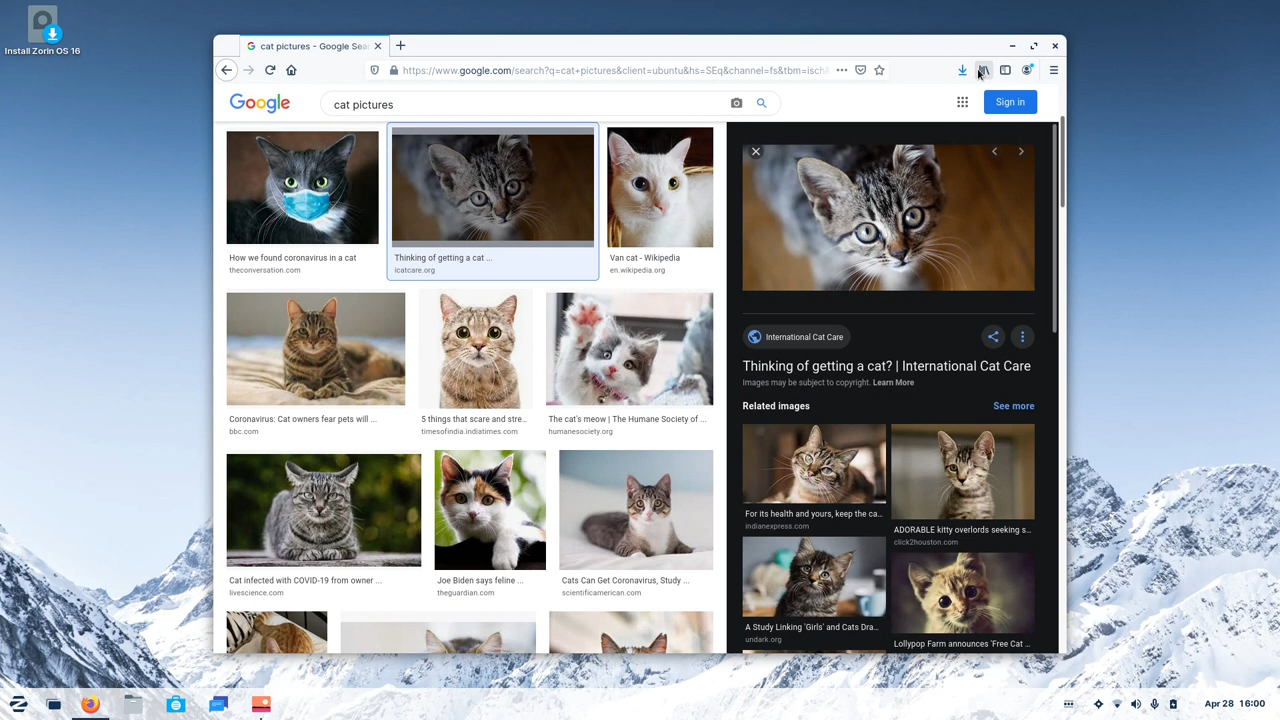 Install Zorin OS 16
cat pictures - Google Sea
https://www.google.com/search?q=cat+pictures&client=ubuntu&hs=SEq&channel=fs&tbm=isch&
Google
cat pictures
Sign in
How we found coronavirus in a cat
theconversation.com
Thinking of getting a cat ...
icatcare.org
Van cat - Wikipedia
en.wikipedia.org
Coronavirus: Cat owners fear pets will ...
bbc.com
5 things that scare and stre...
timesofindia.indiatimes.com
The cat's meow | The Humane Society of ...
humanesociety.org
Cat infected with COVID-19 from owner ...
livescience.com
Joe Biden says feline ...
theguardian.com
Cats Can Get Coronavirus, Study ...
scientificamerican.com
International Cat Care
Thinking of getting a cat? | International Cat Care
Images may be subject to copyright. Learn More
Related images
See more
For its health and yours, keep the ca...
indianexpress.com
ADORABLE kitty overlords seeking s...
click2houston.com
A Study Linking 'Girls' and Cats Dra...
undark.org
Lollypop Farm announces 'Free Cat ...
Apr 28 16:00